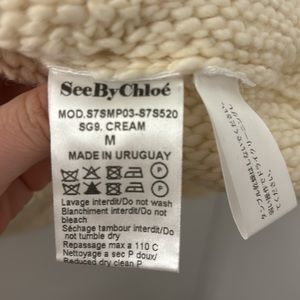 SeeByChloé
MOD.S7SMP03-S7S520
SG9, CREAM
M
MADE IN URUGUAY
Lavage interdit/Do not wash
Blanchiment interdit/Do not
bleach
Séchage tambour interdit/Do
not tumble dry
Repassage max a 110 C
Nettoyage a sec P doux/
Reduced dry clean P